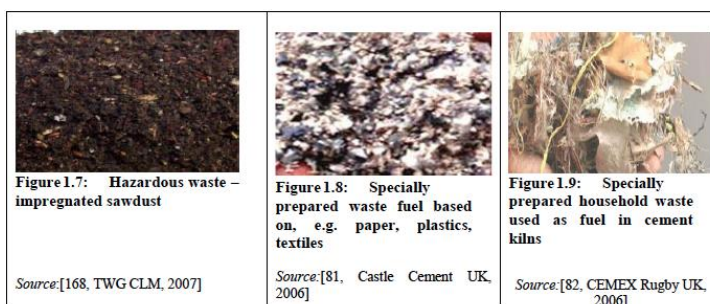 Figure 1.7: Hazardous waste –
impregnated sawdust
Source:[168, TWG CLM, 2007]
Figure 1.8: Specially
prepared waste fuel based
on, e.g. paper, plastics,
textiles
Source:[81, Castle Cement UK,
2006]
Figure 1.9: Specially
prepared household waste
used as fuel in cement
kilns
Source:[82, CEMEX Rugby UK,
2006]